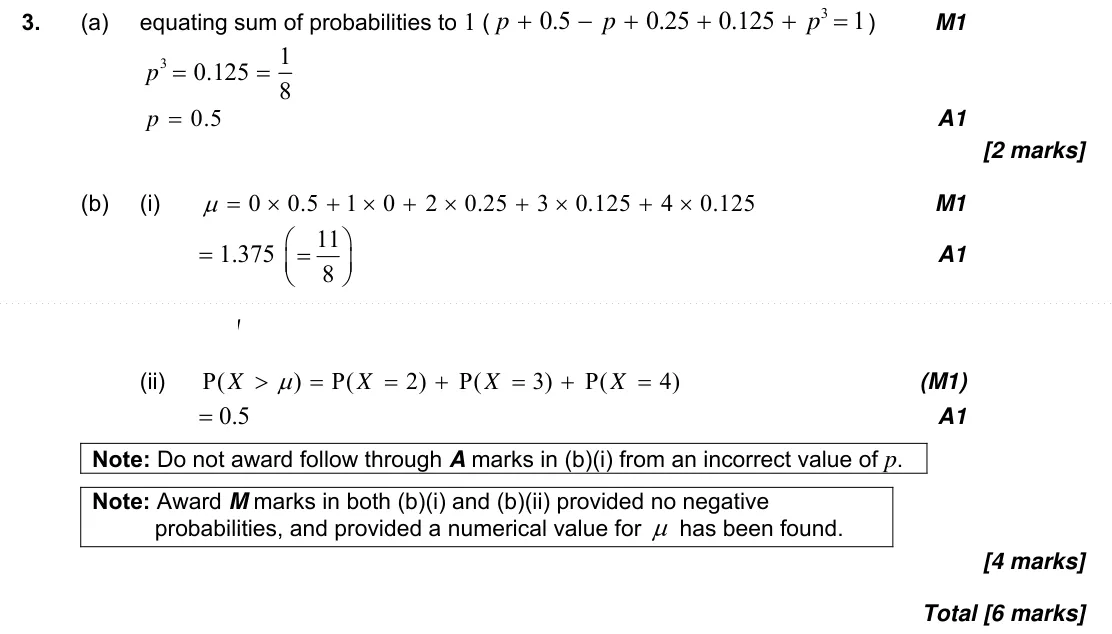 3. (a) equating sum of probabilities to 1 ( p + 0.5 − p + 0.25 + 0.125 + p³ = 1 ) M1
p³ = 0.125 = 1/8
p = 0.5 A1
[2 marks]
(b) (i) μ = 0 × 0.5 + 1 × 0 + 2 × 0.25 + 3 × 0.125 + 4 × 0.125 M1
= 1.375 (= 11/8) A1
(ii) P(X > μ) = P(X = 2) + P(X = 3) + P(X = 4) (M1)
= 0.5 A1
Note: Do not award follow through A marks in (b)(i) from an incorrect value of p.
Note: Award M marks in both (b)(i) and (b)(ii) provided no negative
probabilities, and provided a numerical value for μ has been found.
[4 marks]
Total [6 marks]